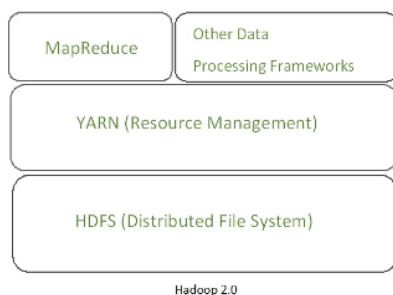 MapReduce
Other Data
Processing Frameworks
YARN (Resource Management)
HDFS (Distributed File System)
Hadoop 2.0